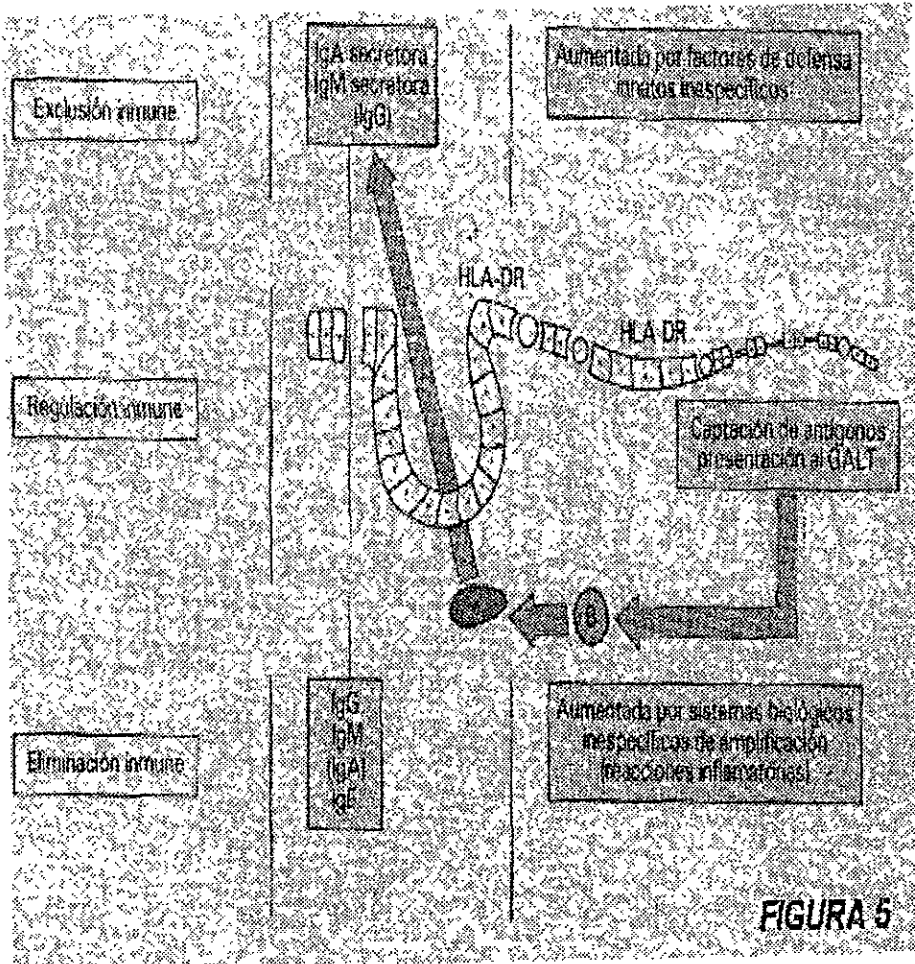 Exclusión inmune
IgA secretora
IgM secretora
(IgG)
Aumentado por factores de defensa
innatos inespecíficos
HLA-DR
HLA DR
Regulación inmune
Captación de antígenos
presentación al GALT
B
Eliminación inmune
IgG
IgM
(IgA)
IgE
Aumentada por sistemas biológicos
inespecíficos de amplificación
(reacciones inflamatorias)
FIGURA 5